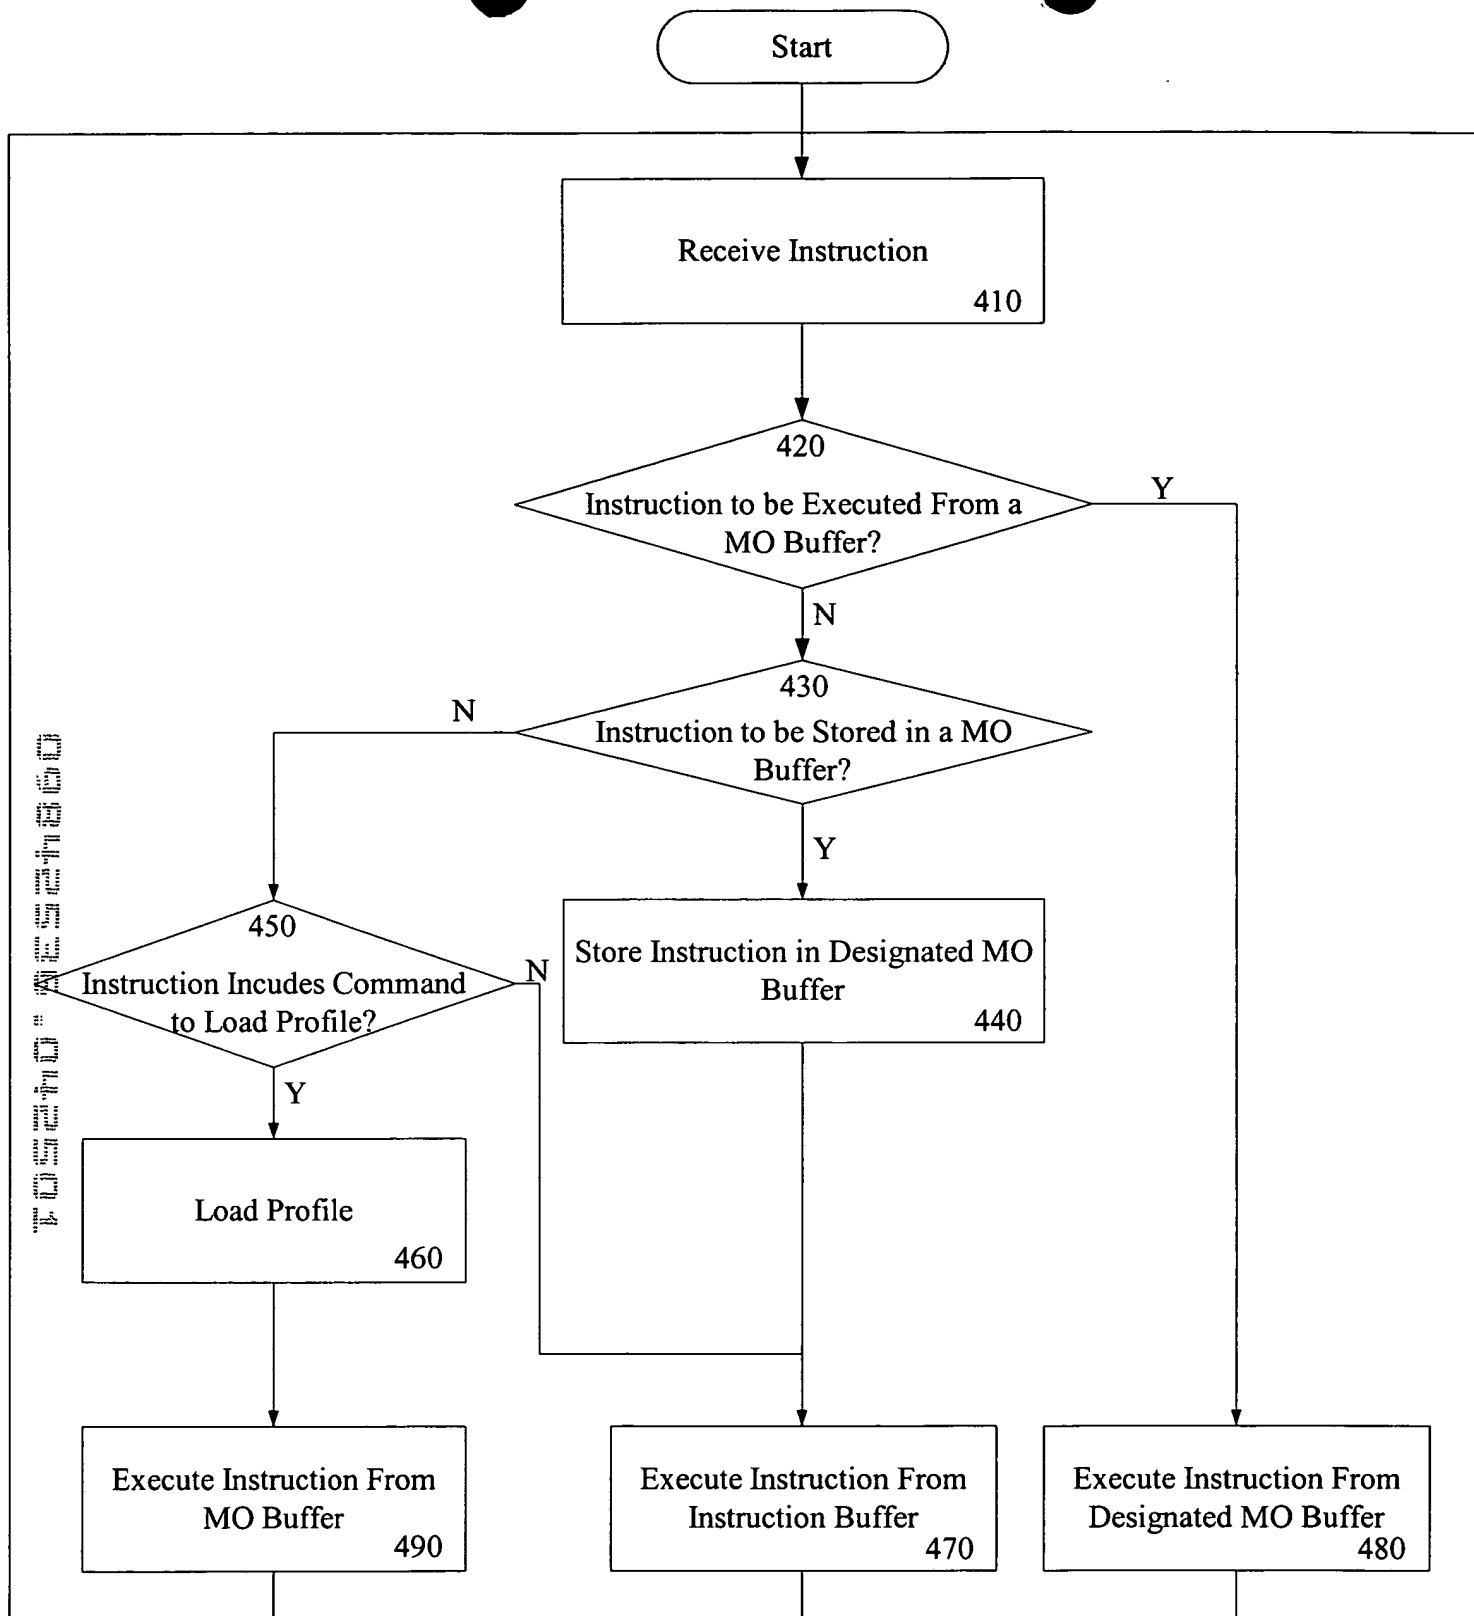 Start
Receive Instruction
410
420
Instruction to be Executed From a
MO Buffer?
Y
N
430
Instruction to be Stored in a MO
Buffer?
N
Y
450
Instruction Incudes Command
to Load Profile?
N
Y
Store Instruction in Designated MO
Buffer
440
Load Profile
460
Execute Instruction From
MO Buffer
490
Execute Instruction From
Instruction Buffer
470
Execute Instruction From
Designated MO Buffer
480